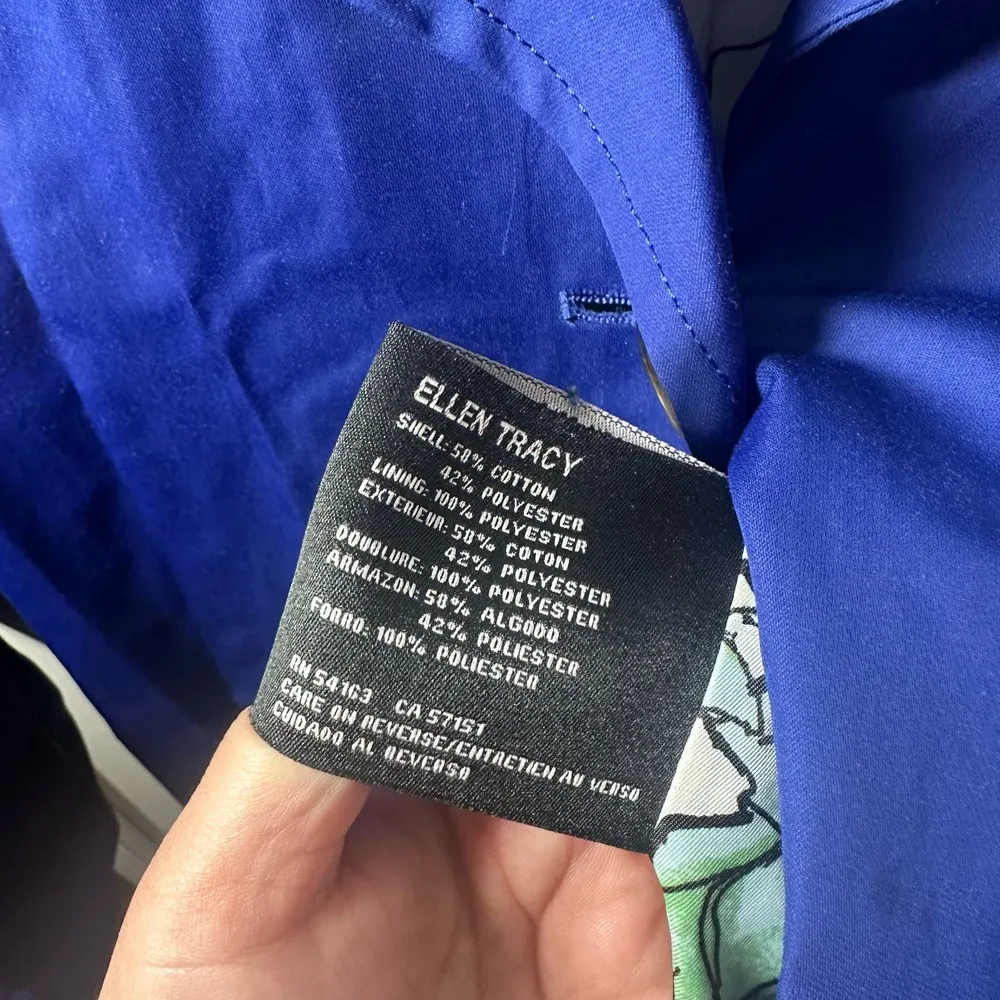 ELLEN TRACY
SHELL: 58% COTTON
42% POLYESTER
LINING: 100% POLYESTER
EXTERIEUR: 58% COTON
42% POLYESTER
DOUOLURE: 100% POLYESTER
ARMAZON: 58% ALGODO
42% POLIESTER
FORRO: 100% POLIESTER
RN 54163 CA 57151
CARE ON REVERSE/ENTRETIEN AU VERSO
CUIDADO AL REVERSO